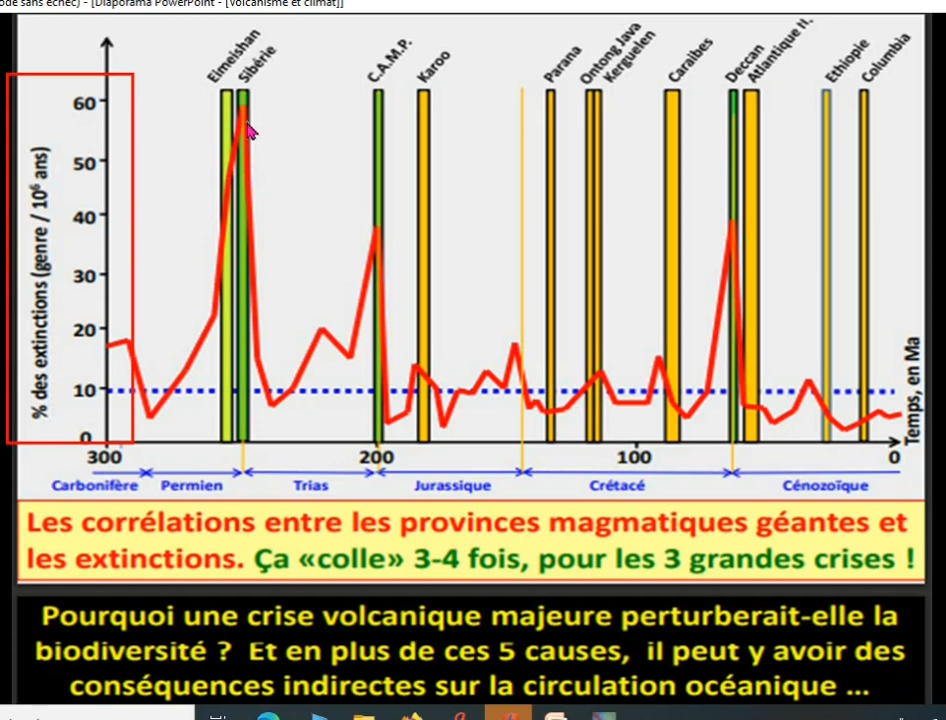 ode sans échec) - [Diaporama PowerPoint - [Volcanisme et climat]]
Eimeishan
Sibérie
C.A.M.P.
Karoo
Parana
Ontong Java
Kerguelen
Caraïbes
Deccan
Atlantique II.
Ethiopie
Columbia
% des extinctions (genre / 10⁶ ans)
60
50
40
30
20
10
0
Temps, en Ma
300 200 100 0
Carbonifère Permien Trias Jurassique Crétacé Cénozoïque
Les corrélations entre les provinces magmatiques géantes et
les extinctions. Ça «colle» 3-4 fois, pour les 3 grandes crises !
Pourquoi une crise volcanique majeure perturberait-elle la
biodiversité ? Et en plus de ces 5 causes, il peut y avoir des
conséquences indirectes sur la circulation océanique ...